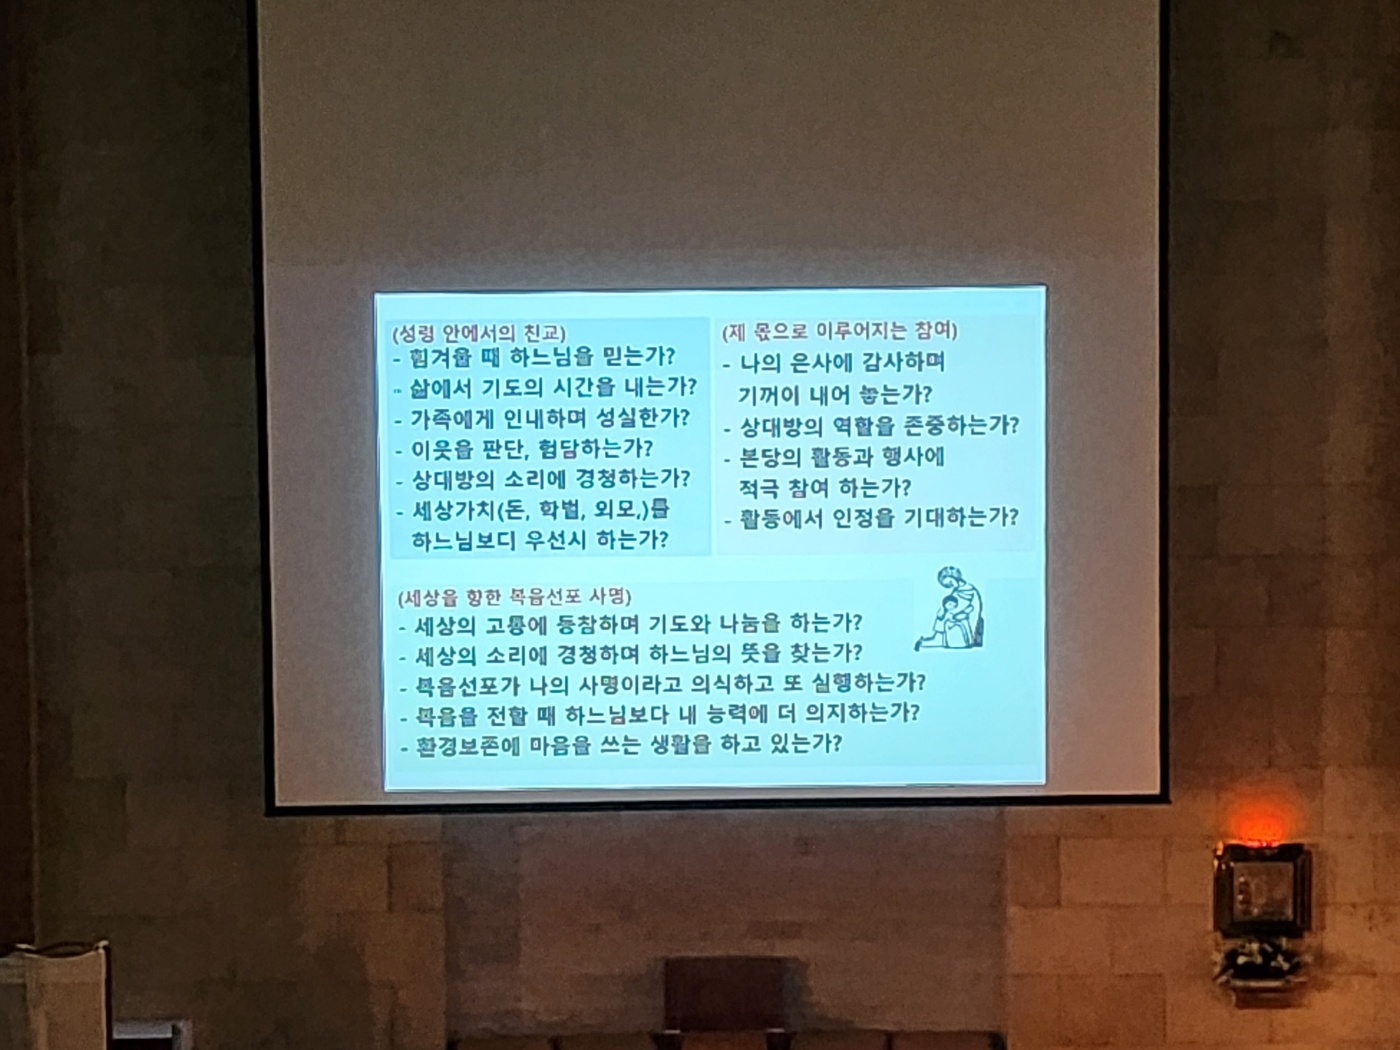 (성령 안에서의 친교)
- 힘겨울 때 하느님을 믿는가?
- 삶에서 기도의 시간을 내는가?
- 가족에게 인내하며 성실한가?
- 이웃을 판단, 험담하는가?
- 상대방의 소리에 경청하는가?
- 세상가치(돈, 학벌, 외모,)를
하느님보다 우선시 하는가?
(제 몫으로 이루어지는 참여)
- 나의 은사에 감사하며
기꺼이 내어 놓는가?
- 상대방의 역할을 존중하는가?
- 본당의 활동과 행사에
적극 참여 하는가?
- 활동에서 인정을 기대하는가?
(세상을 향한 복음선포 사명)
- 세상의 고통에 동참하며 기도와 나눔을 하는가?
- 세상의 소리에 경청하며 하느님의 뜻을 찾는가?
- 복음선포가 나의 사명이라고 의식하고 또 실행하는가?
- 복음을 전할 때 하느님보다 내 능력에 더 의지하는가?
- 환경보존에 마음을 쓰는 생활을 하고 있는가?